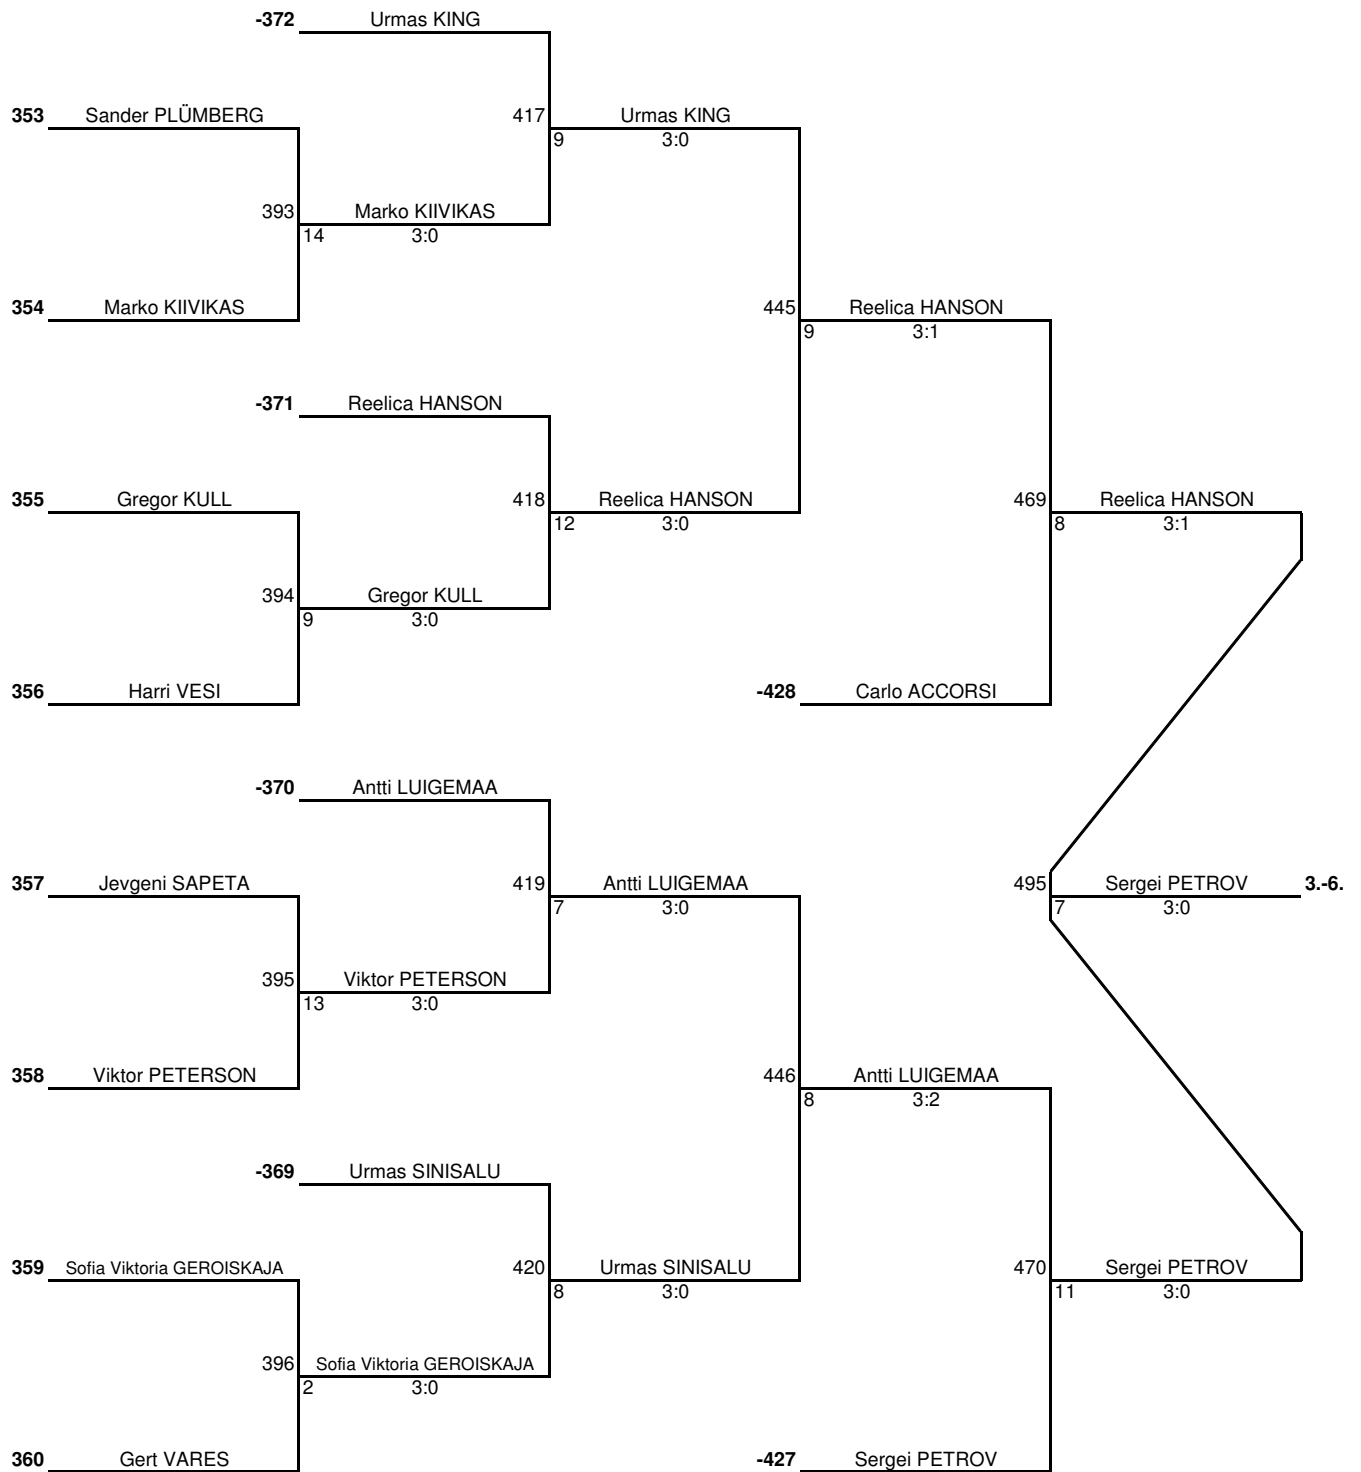 -372 Urmas KING
353 Sander PLÜMBERG 417 Urmas KING
9 3:0
393 Marko KIIVIKAS
14 3:0
354 Marko KIIVIKAS 445 Reelica HANSON
9 3:1
-371 Reelica HANSON
355 Gregor KULL 418 Reelica HANSON 469 Reelica HANSON
12 3:0 8 3:1
394 Gregor KULL
9 3:0
356 Harri VESI -428 Carlo ACCORSI
-370 Antti LUIGEMAA
357 Jevgeni SAPETA 419 Antti LUIGEMAA 495 Sergei PETROV 3.-6.
7 3:0 7 3:0
395 Viktor PETERSON
13 3:0
358 Viktor PETERSON 446 Antti LUIGEMAA
8 3:2
-369 Urmas SINISALU
359 Sofia Viktoria GEROISKAJA 420 Urmas SINISALU 470 Sergei PETROV
8 3:0 11 3:0
396 Sofia Viktoria GEROISKAJA
2 3:0
360 Gert VARES -427 Sergei PETROV